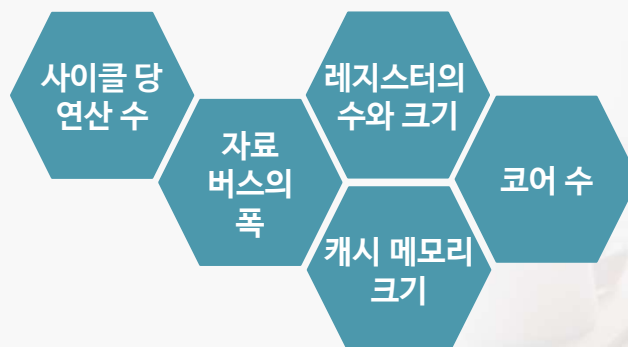 사이클 당
연산 수
자료
버스의
폭
레지스터의
수와 크기
캐시 메모리
크기
코어 수